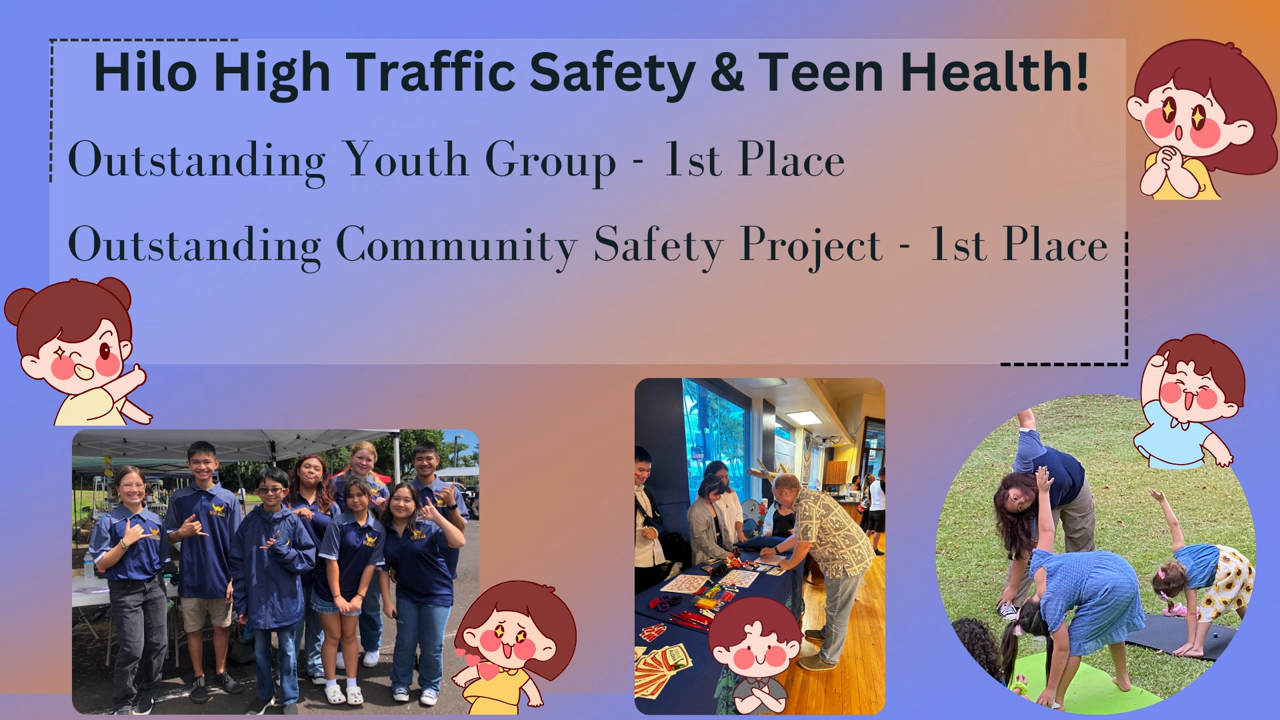 Hilo High Traffic Safety & Teen Health!
Outstanding Youth Group - 1st Place
Outstanding Community Safety Project - 1st Place